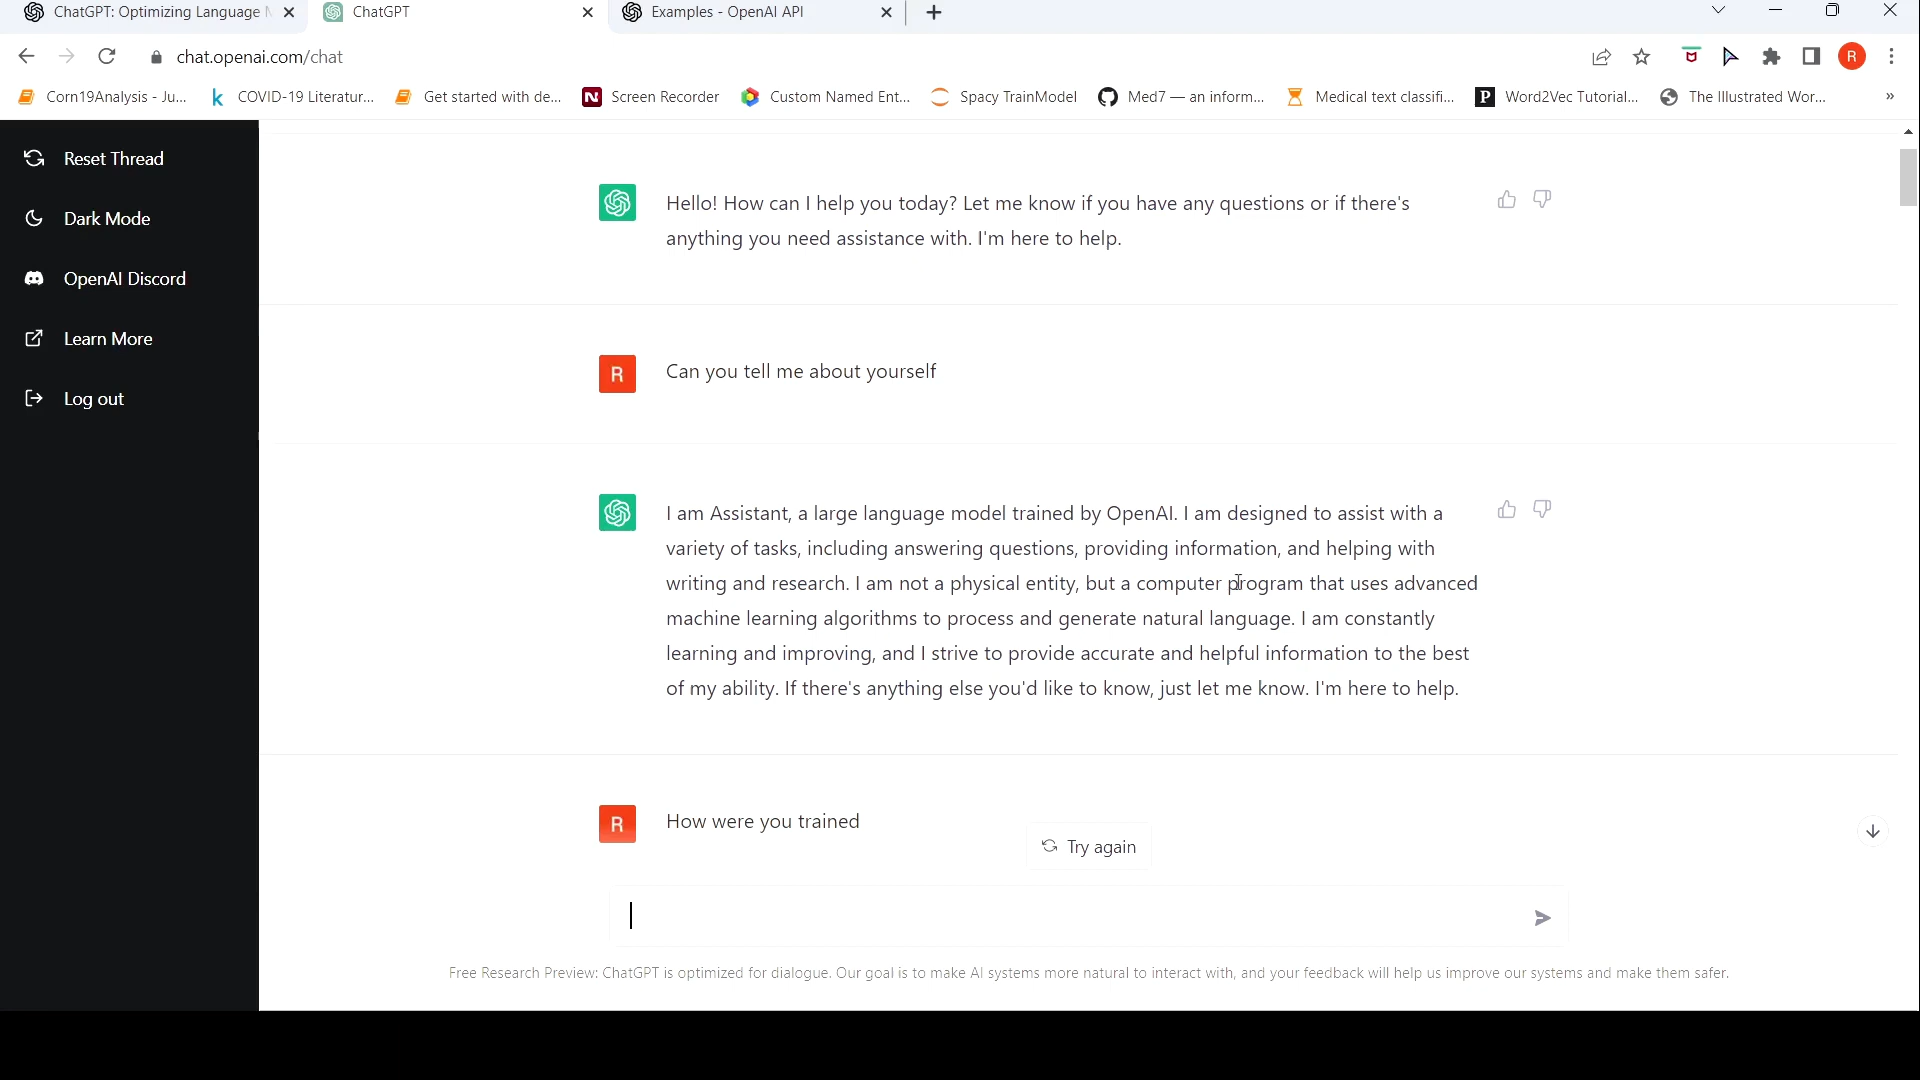 ChatGPT: Optimizing Language
ChatGPT
Examples - OpenAI API
chat.openai.com/chat
R
Corn19Analysis - Ju...
COVID-19 Literatur...
Get started with de...
Screen Recorder
Custom Named Ent...
Spacy TrainModel
Med7 — an inform...
Medical text classifi...
Word2Vec Tutorial...
The Illustrated Wor...
»
Reset Thread
Dark Mode
OpenAI Discord
Learn More
Log out
Hello! How can I help you today? Let me know if you have any questions or if there's
anything you need assistance with. I'm here to help.
R
Can you tell me about yourself
I am Assistant, a large language model trained by OpenAI. I am designed to assist with a
variety of tasks, including answering questions, providing information, and helping with
writing and research. I am not a physical entity, but a computer program that uses advanced
machine learning algorithms to process and generate natural language. I am constantly
learning and improving, and I strive to provide accurate and helpful information to the best
of my ability. If there's anything else you'd like to know, just let me know. I'm here to help.
R
How were you trained
Try again
Free Research Preview: ChatGPT is optimized for dialogue. Our goal is to make AI systems more natural to interact with, and your feedback will help us improve our systems and make them safer.